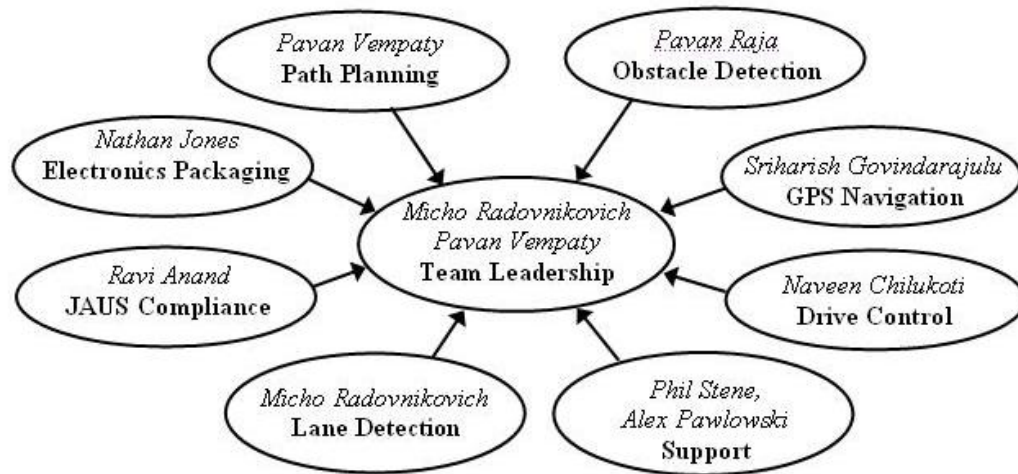 Pavan Vempaty
Path Planning
Pavan Raja
Obstacle Detection
Nathan Jones
Electronics Packaging
Sriharish Govindarajulu
GPS Navigation
Micho Radovnikovich
Pavan Vempaty
Team Leadership
Ravi Anand
JAUS Compliance
Naveen Chilukoti
Drive Control
Micho Radovnikovich
Lane Detection
Phil Stene,
Alex Pawlowski
Support